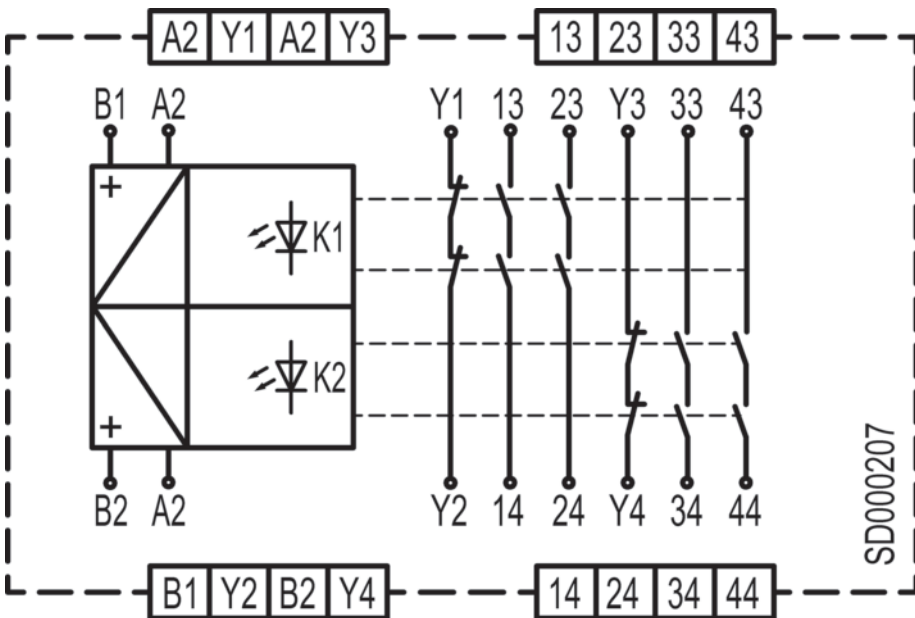 A2 Y1 A2 Y3 13 23 33 43
B1 A2 Y1 13 23 Y3 33 43
+
K1
K2
+
B2 A2 Y2 14 24 Y4 34 44
SD000207
B1 Y2 B2 Y4 14 24 34 44